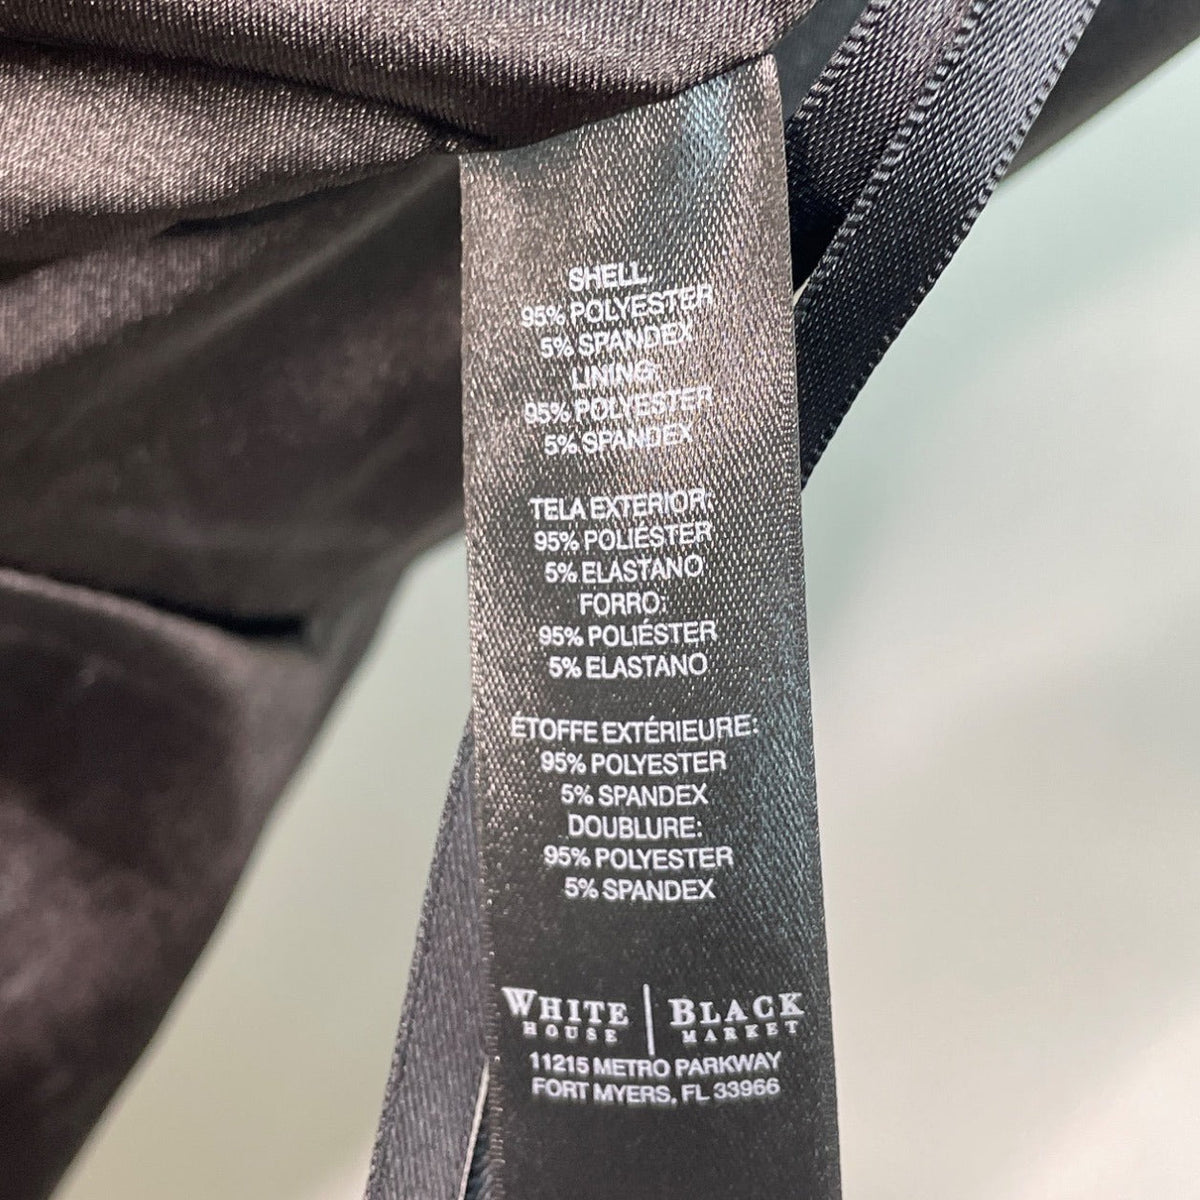 SHELL:
95% POLYESTER
5% SPANDEX
LINING:
95% POLYESTER
5% SPANDEX
TELA EXTERIOR:
95% POLIÉSTER
5% ELASTANO
FORRO:
95% POLIÉSTER
5% ELASTANO
ÉTOFFE EXTÉRIEURE:
95% POLYESTER
5% SPANDEX
DOUBLURE:
95% POLYESTER
5% SPANDEX
WHITE | BLACK
HOUSE MARKET
11215 METRO PARKWAY
FORT MYERS, FL 33966